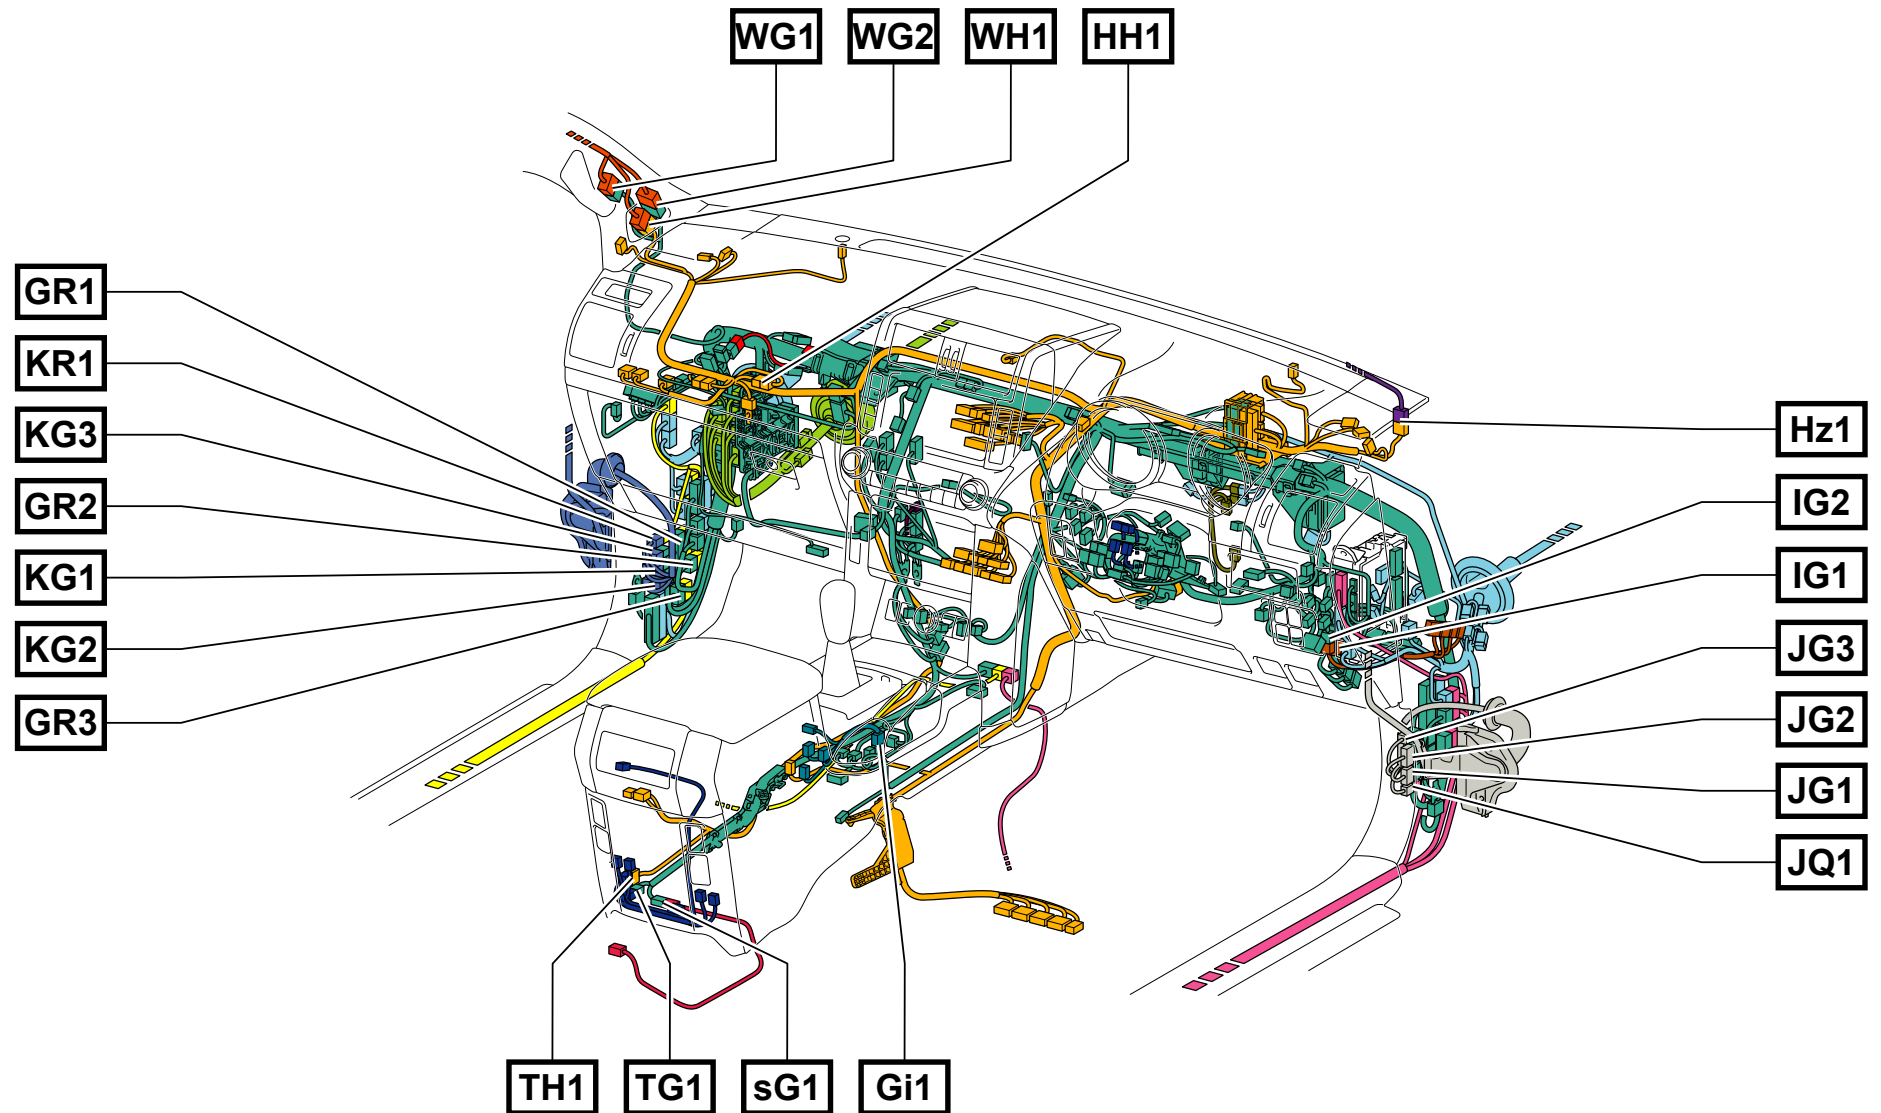 WG1 WG2 WH1 HH1
GR1
KR1
KG3
GR2
KG1
KG2
GR3
Hz1
IG2
IG1
JG3
JG2
JG1
JQ1
TH1 TG1 sG1 Gi1